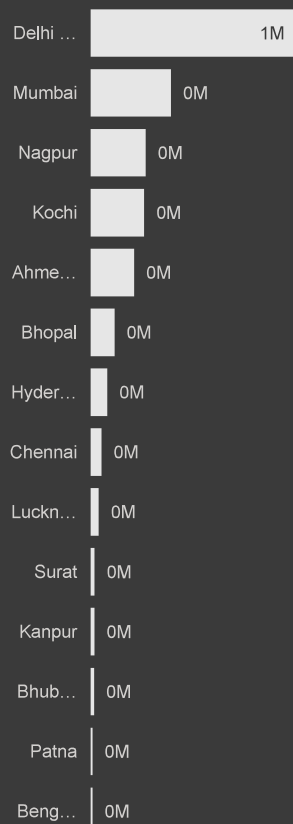 Delhi ... 1M
Mumbai 0M
Nagpur 0M
Kochi 0M
Ahme... 0M
Bhopal 0M
Hyder... 0M
Chennai 0M
Luckn... 0M
Surat 0M
Kanpur 0M
Bhub... 0M
Patna 0M
Beng... 0M